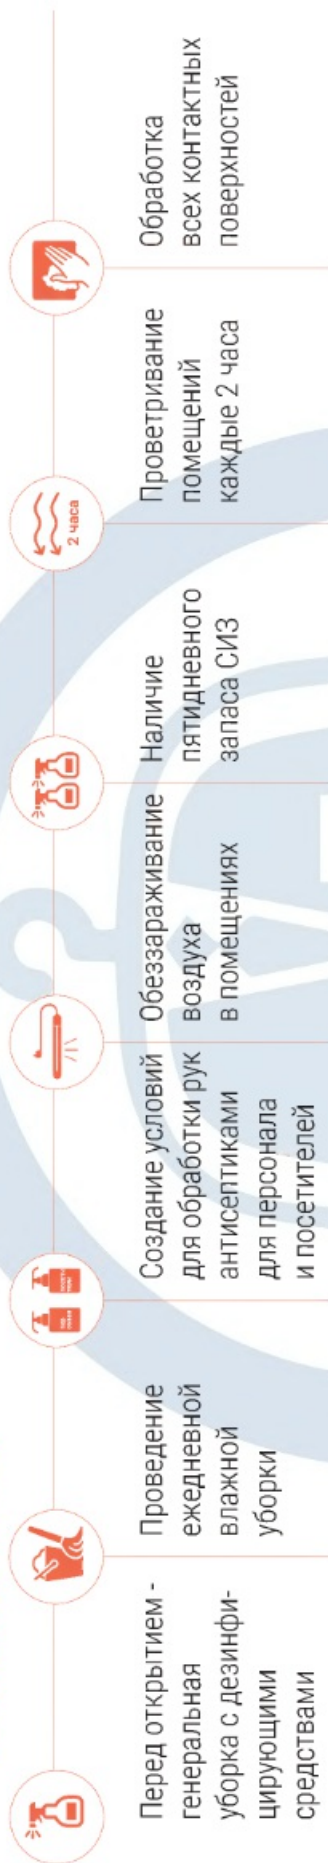 Перед открытием -
генеральная
уборка с дезинфи-
цирующими
средствами
Проведение
ежедневной
влажной
уборки
Создание условий
для обработки рук
антисептиками
для персонала
и посетителей
Обеззараживание
воздуха
в помещениях
Наличие
пятидневного
запаса СИЗ
2 часа
Проветривание
помещений
каждые 2 часа
Обработка
всех контактных
поверхностей